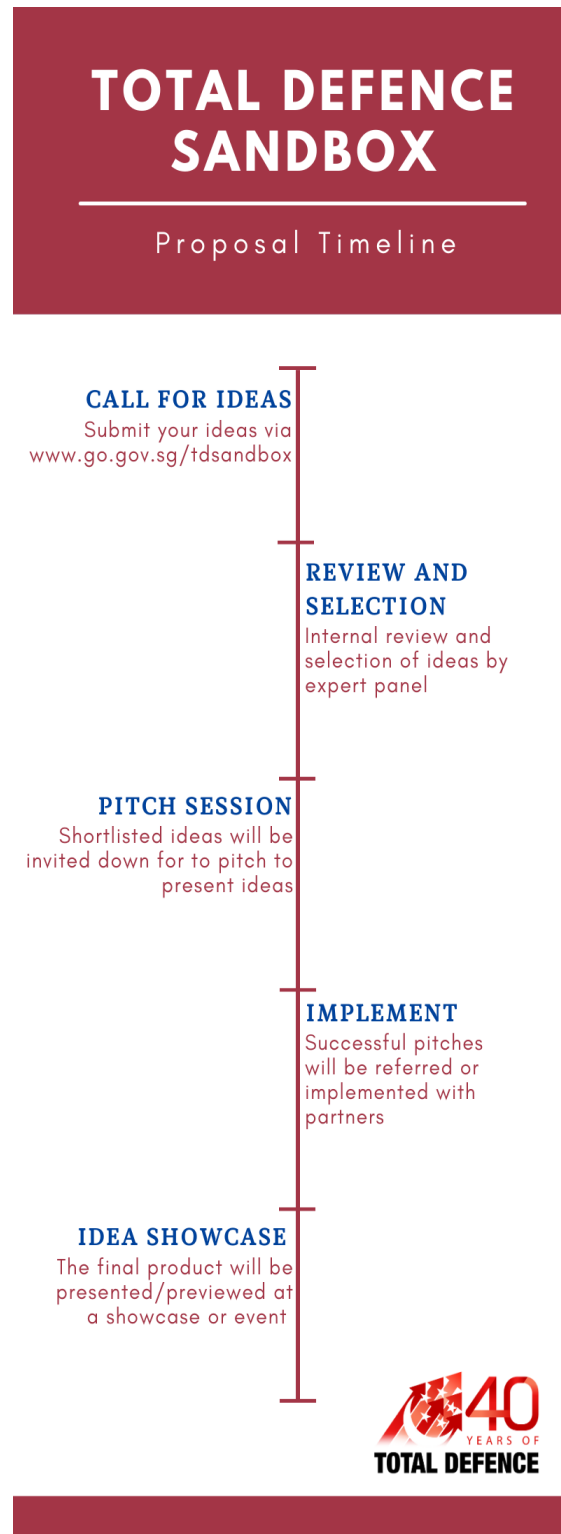 TOTAL DEFENCE
SANDBOX
Proposal Timeline
CALL FOR IDEAS
Submit your ideas via
www.go.gov.sg/tdsandbox
REVIEW AND
SELECTION
Internal review and
selection of ideas by
expert panel
PITCH SESSION
Shortlisted ideas will be
invited down for to pitch to
present ideas
IMPLEMENT
Successful pitches
will be referred or
implemented with
partners
IDEA SHOWCASE
The final product will be
presented/previewed at
a showcase or event
40
YEARS OF
TOTAL DEFENCE